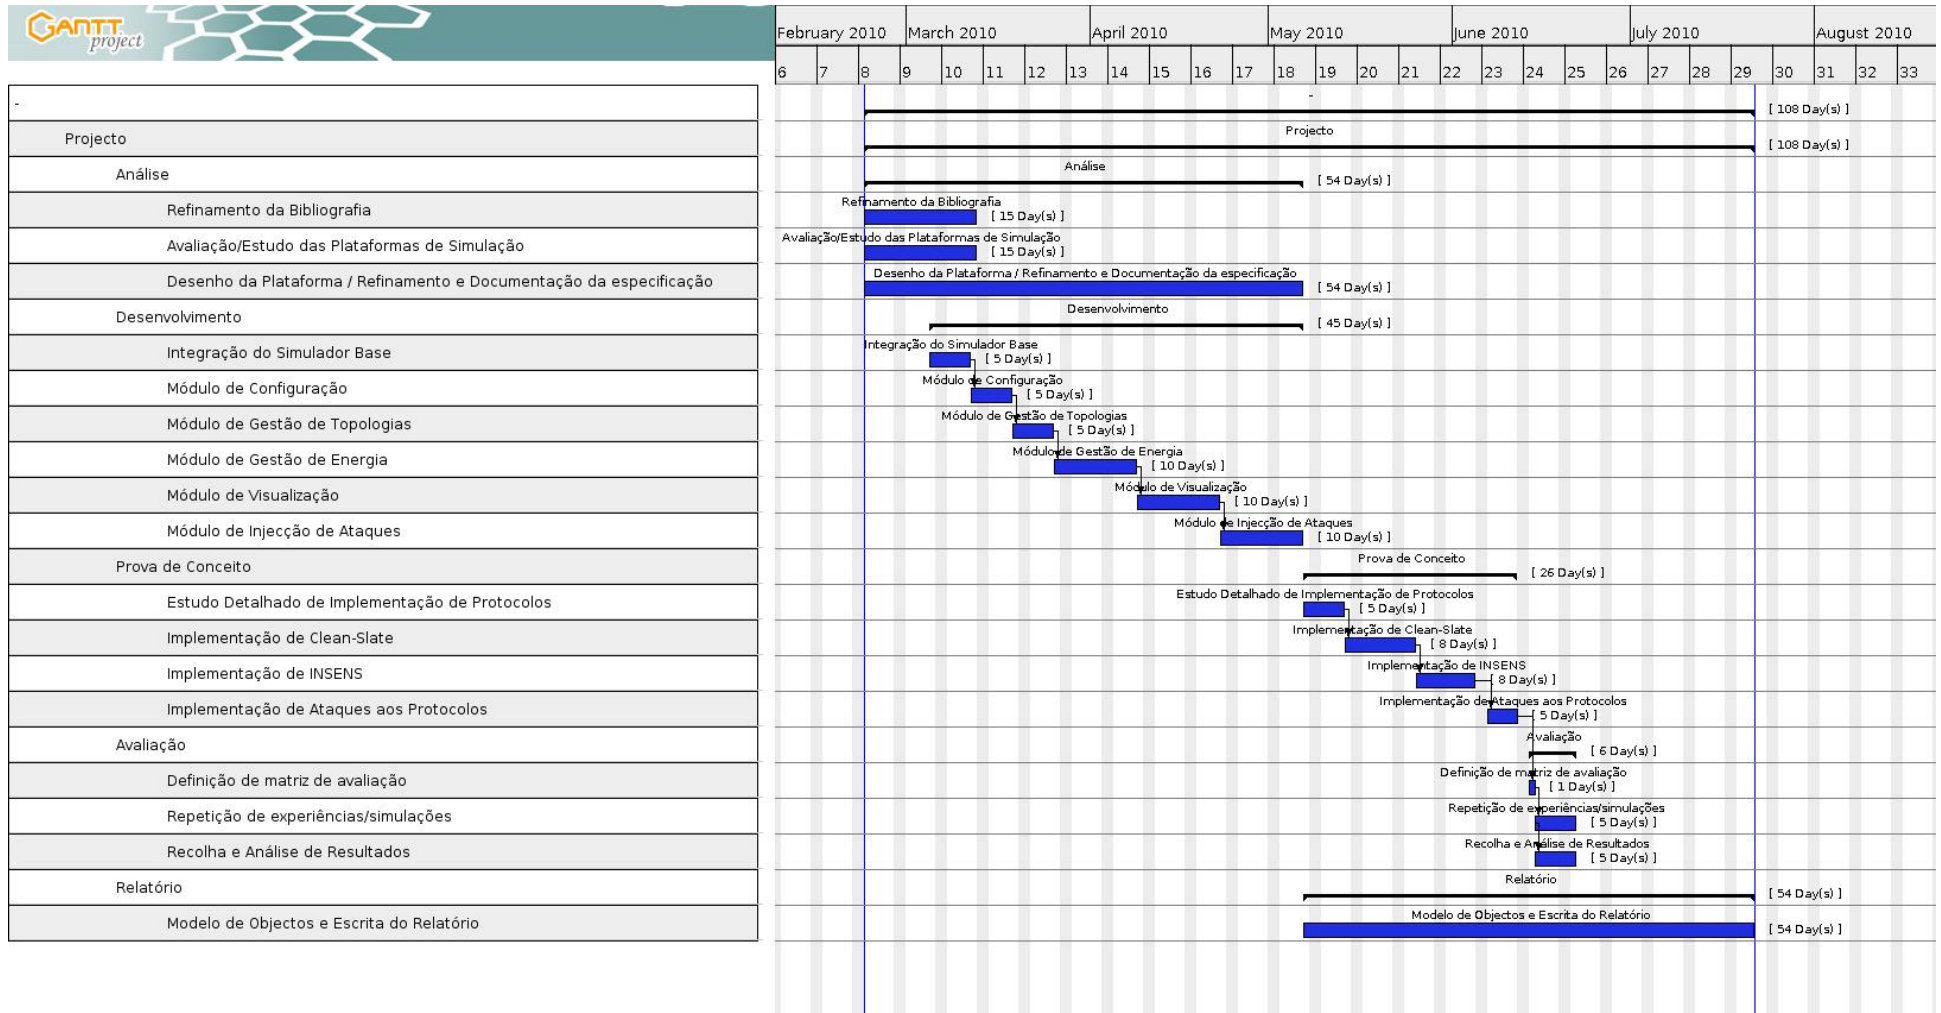 GANTT
project
February 2010 March 2010 April 2010 May 2010 June 2010 July 2010 August 2010
6 7 8 9 10 11 12 13 14 15 16 17 18 19 20 21 22 23 24 25 26 27 28 29 30 31 32 33
- -
[ 108 Day(s) ]
Projecto Projecto
[ 108 Day(s) ]
Análise Análise
[ 54 Day(s) ]
Refinamento da Bibliografia Refinamento da Bibliografia
[ 15 Day(s) ]
Avaliação/Estudo das Plataformas de Simulação Avaliação/Estudo das Plataformas de Simulação
[ 15 Day(s) ]
Desenho da Plataforma / Refinamento e Documentação da especificação Desenho da Plataforma / Refinamento e Documentação da especificação
[ 54 Day(s) ]
Desenvolvimento Desenvolvimento
[ 45 Day(s) ]
Integração do Simulador Base Integração do Simulador Base
[ 5 Day(s) ]
Módulo de Configuração Módulo de Configuração
[ 5 Day(s) ]
Módulo de Gestão de Topologias Módulo de Gestão de Topologias
[ 5 Day(s) ]
Módulo de Gestão de Energia Módulo de Gestão de Energia
[ 10 Day(s) ]
Módulo de Visualização Módulo de Visualização
[ 10 Day(s) ]
Módulo de Injecção de Ataques Módulo de Injecção de Ataques
[ 10 Day(s) ]
Prova de Conceito Prova de Conceito
[ 26 Day(s) ]
Estudo Detalhado de Implementação de Protocolos Estudo Detalhado de Implementação de Protocolos
[ 5 Day(s) ]
Implementação de Clean-Slate Implementação de Clean-Slate
[ 8 Day(s) ]
Implementação de INSENS Implementação de INSENS
[ 8 Day(s) ]
Implementação de Ataques aos Protocolos Implementação de Ataques aos Protocolos
[ 5 Day(s) ]
Avaliação Avaliação
[ 6 Day(s) ]
Definição de matriz de avaliação Definição de matriz de avaliação
[ 1 Day(s) ]
Repetição de experiências/simulações Repetição de experiências/simulações
[ 5 Day(s) ]
Recolha e Análise de Resultados Recolha e Análise de Resultados
[ 5 Day(s) ]
Relatório Relatório
[ 54 Day(s) ]
Modelo de Objectos e Escrita do Relatório Modelo de Objectos e Escrita do Relatório
[ 54 Day(s) ]